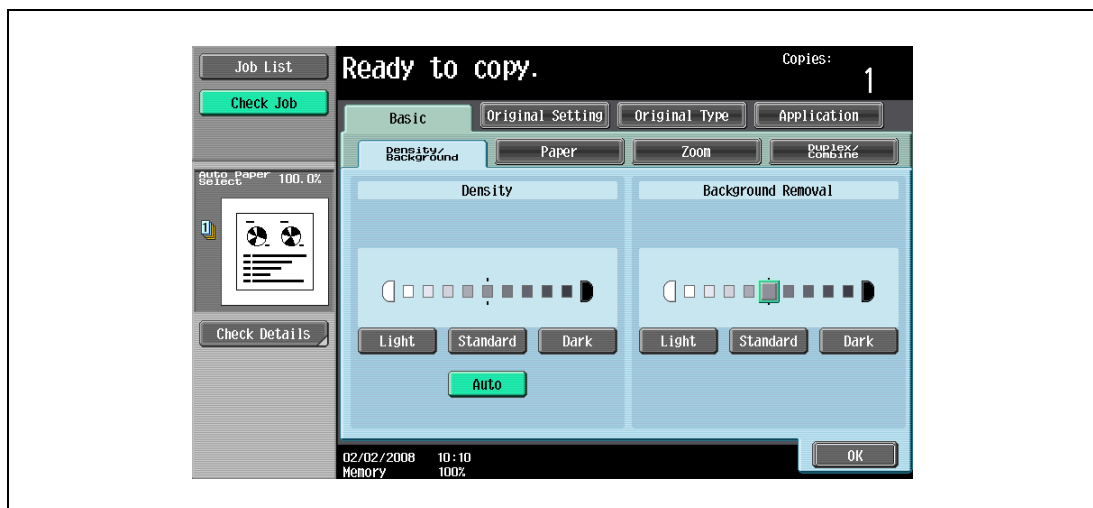 Job List
Check Job
Ready to copy.
Copies:
1
Basic
Original Setting
Original Type
Application
Density/
Background
Paper
Zoom
Duplex/
Combine
Auto Paper
Select
100.0%
1
Density
Background Removal
Light
Standard
Dark
Light
Standard
Dark
Auto
Check Details
02/02/2008 10:10
Memory 100%
OK